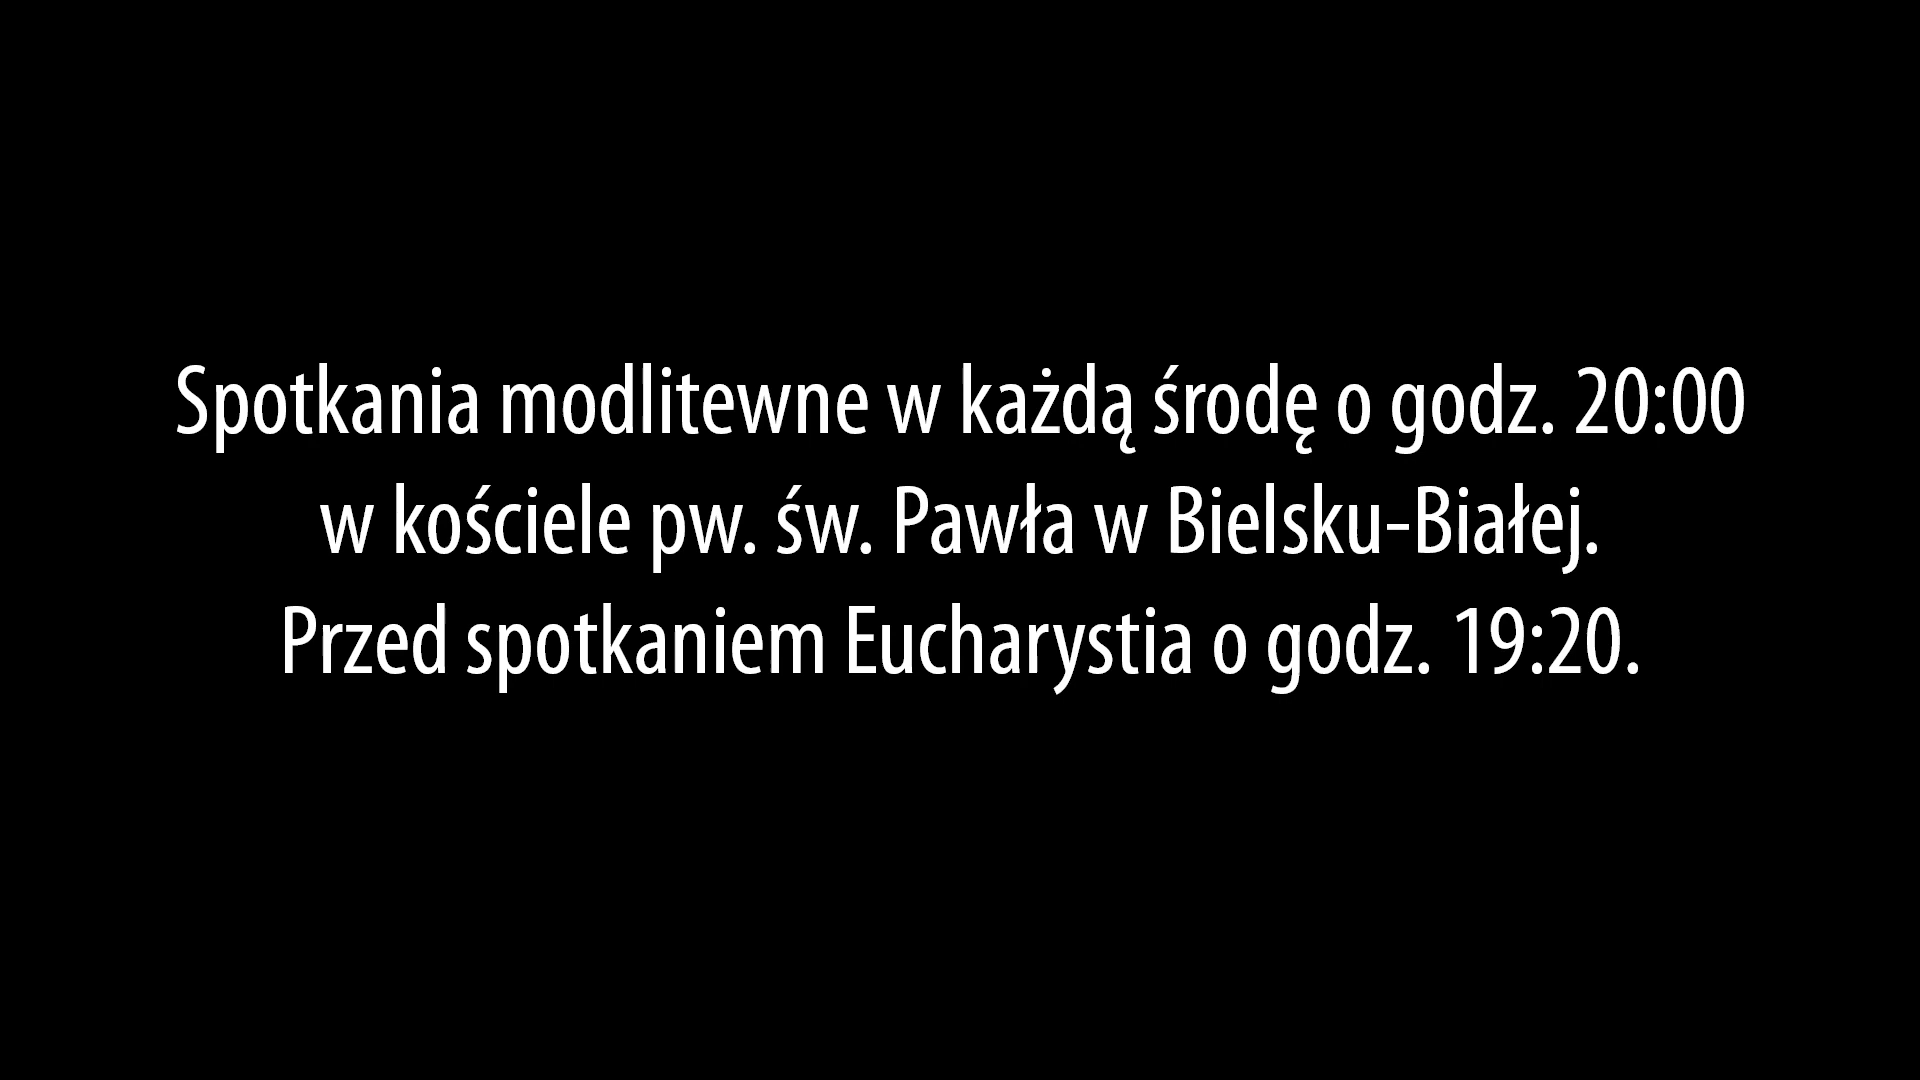 Spotkania modlitewne w każdą środę o godz. 20:00
w kościele pw. św. Pawła w Bielsku-Białej.
Przed spotkaniem Eucharystia o godz. 19:20.